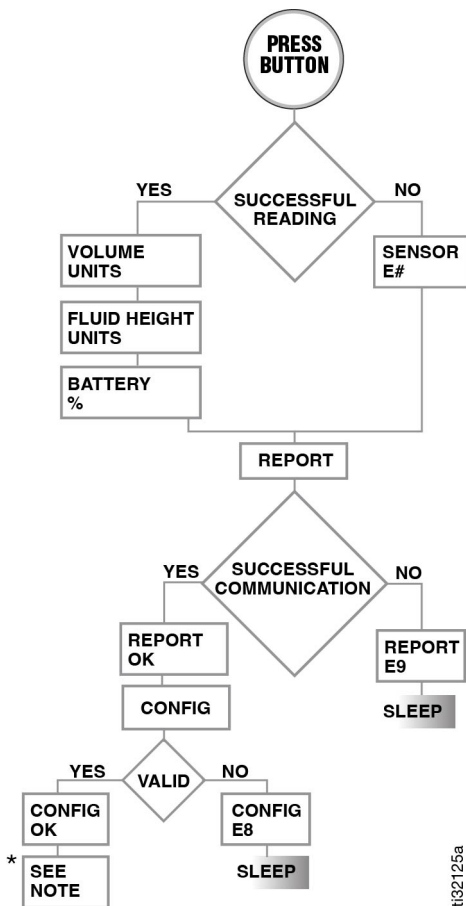 PRESS
BUTTON
YES
NO
SUCCESSFUL
READING
VOLUME
UNITS
SENSOR
E#
FLUID HEIGHT
UNITS
BATTERY
%
REPORT
YES
NO
SUCCESSFUL
COMMUNICATION
REPORT
OK
REPORT
E9
CONFIG
SLEEP
YES
NO
VALID
CONFIG
OK
CONFIG
E8
* SEE
NOTE
SLEEP
ti32125a